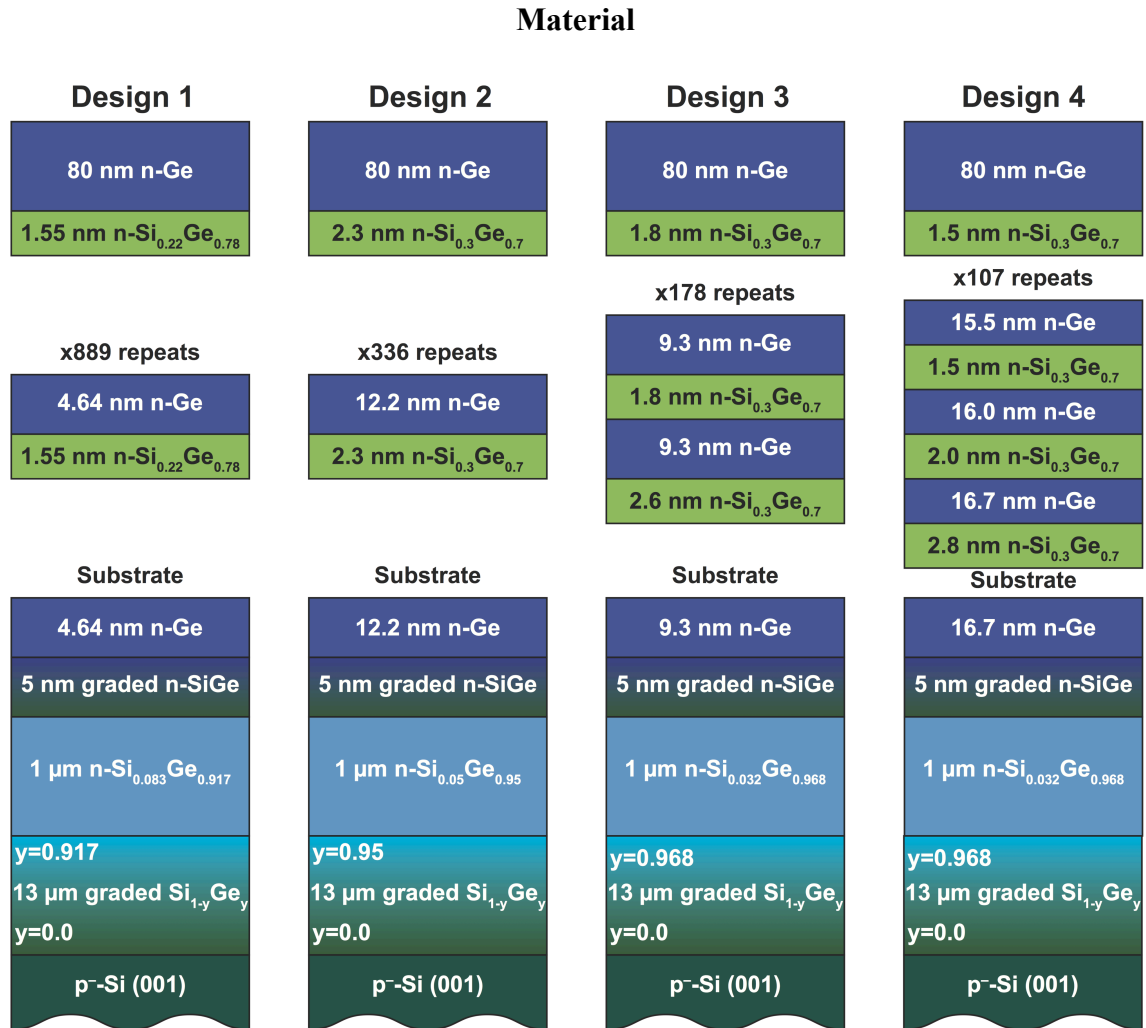 Material
Design 1
80 nm n-Ge
1.55 nm n-Si0.22Ge0.78
x889 repeats
4.64 nm n-Ge
1.55 nm n-Si0.22Ge0.78
Substrate
4.64 nm n-Ge
5 nm graded n-SiGe
1 µm n-Si0.083Ge0.917
y=0.917
13 µm graded Si1-yGey
y=0.0
p–-Si (001)
Design 2
80 nm n-Ge
2.3 nm n-Si0.3Ge0.7
x336 repeats
12.2 nm n-Ge
2.3 nm n-Si0.3Ge0.7
Substrate
12.2 nm n-Ge
5 nm graded n-SiGe
1 µm n-Si0.05Ge0.95
y=0.95
13 µm graded Si1-yGey
y=0.0
p–-Si (001)
Design 3
80 nm n-Ge
1.8 nm n-Si0.3Ge0.7
x178 repeats
9.3 nm n-Ge
1.8 nm n-Si0.3Ge0.7
9.3 nm n-Ge
2.6 nm n-Si0.3Ge0.7
Substrate
9.3 nm n-Ge
5 nm graded n-SiGe
1 µm n-Si0.032Ge0.968
y=0.968
13 µm graded Si1-yGey
y=0.0
p–-Si (001)
Design 4
80 nm n-Ge
1.5 nm n-Si0.3Ge0.7
x107 repeats
15.5 nm n-Ge
1.5 nm n-Si0.3Ge0.7
16.0 nm n-Ge
2.0 nm n-Si0.3Ge0.7
16.7 nm n-Ge
2.8 nm n-Si0.3Ge0.7
Substrate
16.7 nm n-Ge
5 nm graded n-SiGe
1 µm n-Si0.032Ge0.968
y=0.968
13 µm graded Si1-yGey
y=0.0
p–-Si (001)